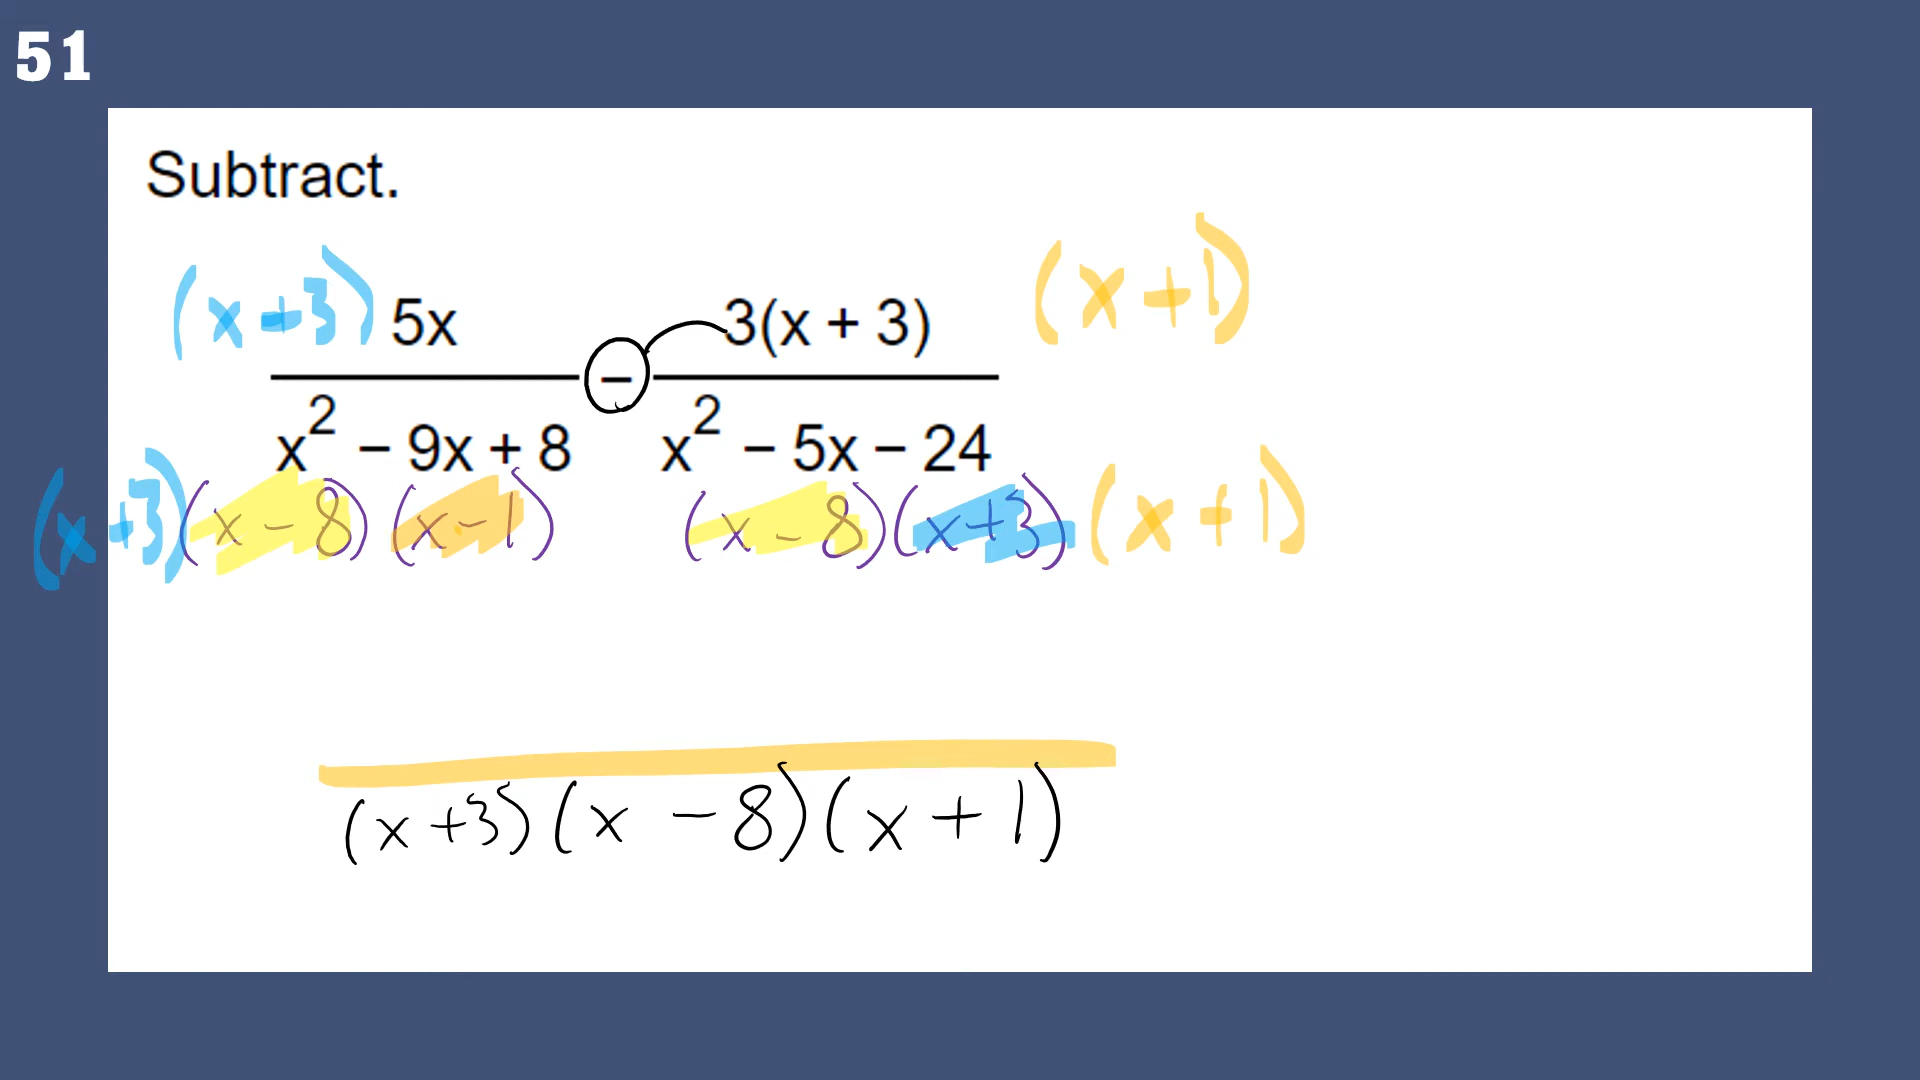 51
Subtract.
(x+3) 5x − 3(x + 3) (x+1)
x² − 9x + 8 x² − 5x − 24
(x+3)(x−8)(x−1) (x−8)(x+3)(x+1)
(x+3)(x−8)(x+1)